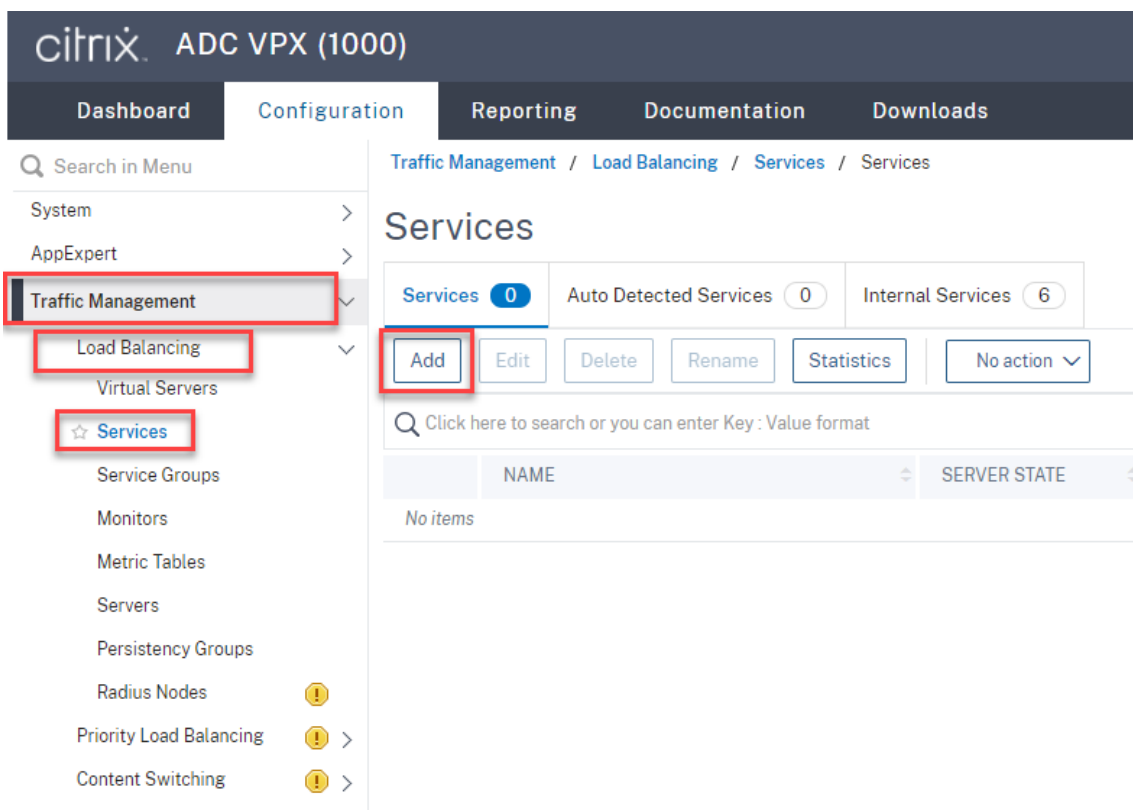 citrix. ADC VPX (1000)
Dashboard Configuration Reporting Documentation Downloads
Search in Menu
System
AppExpert
Traffic Management
Load Balancing
Virtual Servers
Services
Service Groups
Monitors
Metric Tables
Servers
Persistency Groups
Radius Nodes
Priority Load Balancing
Content Switching
Traffic Management / Load Balancing / Services / Services
Services
Services 0 Auto Detected Services 0 Internal Services 6
Add Edit Delete Rename Statistics No action
Click here to search or you can enter Key : Value format
NAME SERVER STATE
No items